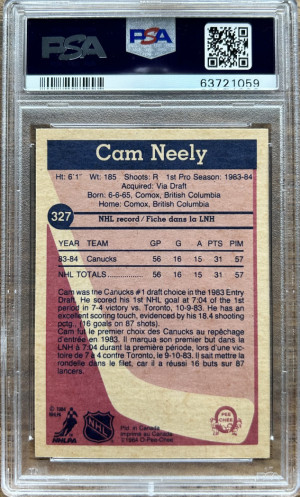 PSA PSA PSA
63721059
Cam Neely
Ht: 6'1" Wt: 185 Shoots: R 1st Pro Season: 1983-84
Acquired: Via Draft
Born: 6-6-65, Comox, British Columbia
Home: Comox, British Columbia
327
NHL record/Fiche dans la LNH
YEAR TEAM GP G A PTS PIM
83-84 Canucks 56 16 15 31 57
NHL TOTALS 56 16 15 31 57
Cam was the Canucks #1 draft choice in the 1983 Entry
Draft. He scored his 1st NHL goal at 7:04 of the 1st
period in 7-4 victory vs. Toronto, 10-9-83. He has an
excellent scoring touch, evidenced by his 18.4 shooting
pctg.. (16 goals on 87 shots).
Cam fut le premier choix des Canucks au repêchage
d'entrée en 1983. Il marqua son premier but dans la
LNH à 7:04 durant la première période, lors d'une vic-
toire de 7 a 4 contre Toronto, le 9-10-83. Il sait mettre la
rondelle dans le filet, car il a réussi 16 buts sur 87
lancers.
© 1984
NHLPA
NHL
Ptd. in Canada
Imprimé au Canada
© 1984 O-Pee-Chee
O-PEE-CHEE